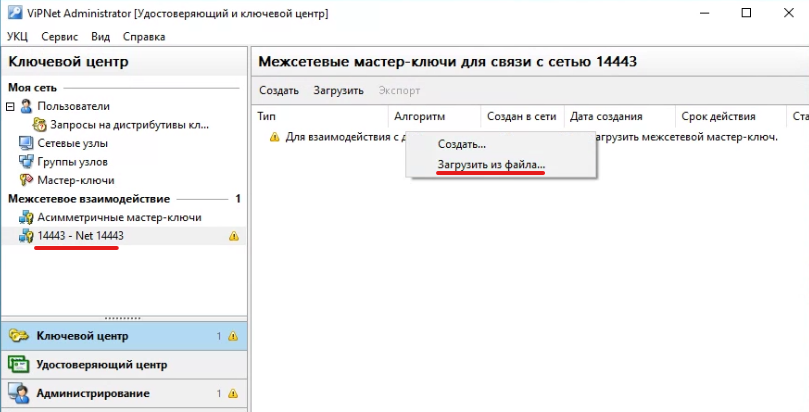 ViPNet Administrator [Удостоверяющий и ключевой центр]
УКЦ Сервис Вид Справка
Ключевой центр
Моя сеть
Пользователи
Запросы на дистрибутивы кл...
Сетевые узлы
Группы узлов
Мастер-ключи
Межсетевое взаимодействие 1
Асимметричные мастер-ключи
14443 - Net 14443
Ключевой центр 1
Удостоверяющий центр
Администрирование 1
Межсетевые мастер-ключи для связи с сетью 14443
Создать Загрузить Экспорт
Тип Алгоритм Создан в сети Дата создания Срок действия Ста
Для взаимодействия с д загрузить межсетевой мастер-ключ.
Создать...
Загрузить из файла...